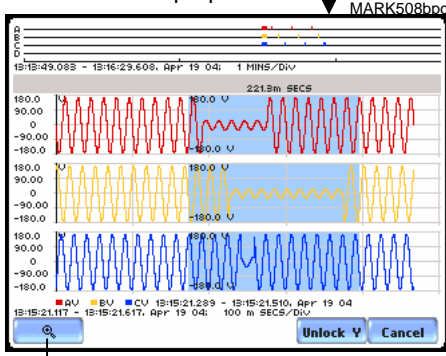 MARK508bpc
A
B
C
D
13:13:49.083 - 13:16:29.608, Apr 19 04; 1 MINS/Div
221.3m SECS
180.0 V 180.0 V
90.00
0
-90.00
-180.0 -180.0 V
180.0 V 180.0 V
90.00
0
-90.00
-180.0 -180.0 V
180.0 V 180.0 V
90.00
0
-90.00
-180.0 -180.0 V
AV BV CV 13:15:21.289 - 13:15:21.510, Apr 19 04
13:15:21.117 - 13:15:21.617, Apr 19 04; 100 m SECS/Div
Unlock Y Cancel